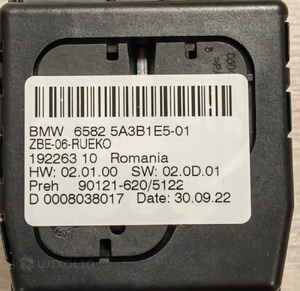 BMW 6582 5A3B1E5-01
ZBE-06-RUEKO
192263 10 Romania
HW: 02.01.00 SW: 02.0D.01
Preh 90121-620/5122
D 0008038017 Date: 30.09.22